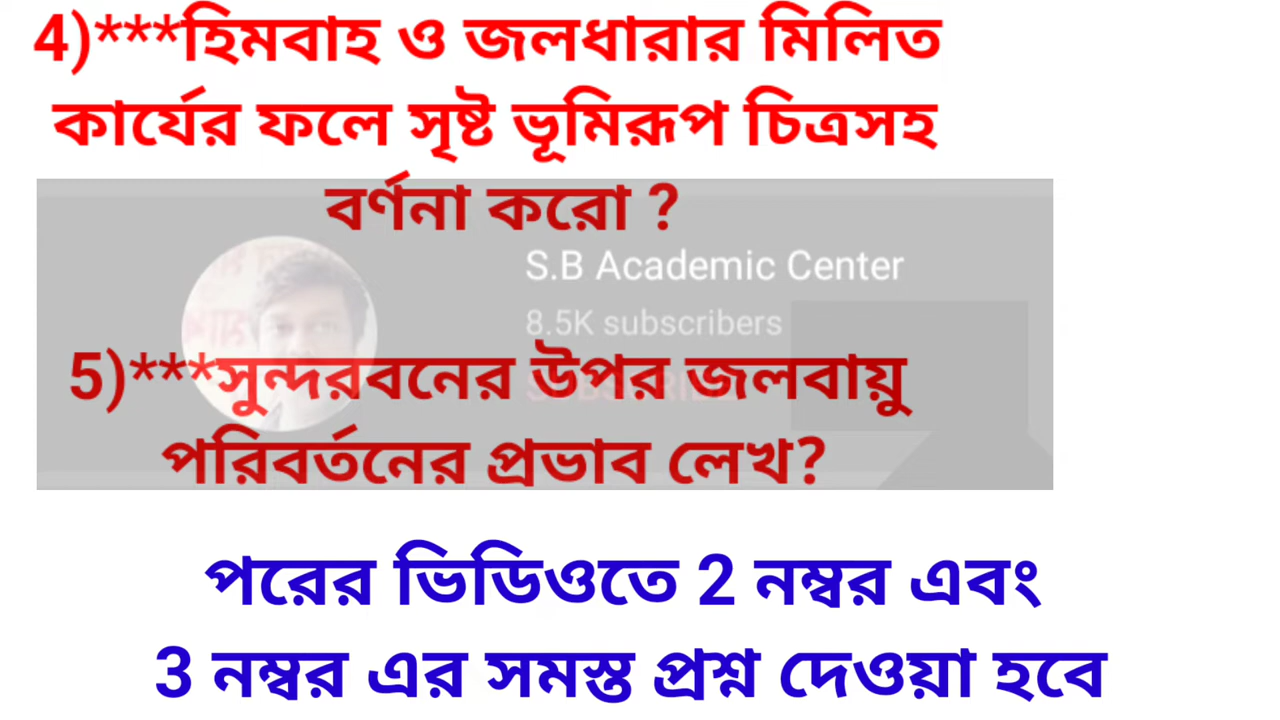 4)***হিমবাহ ও জলধারার মিলিত
কার্যের ফলে সৃষ্ট ভূমিরূপ চিত্রসহ
বর্ণনা করো ?
S.B Academic Center
8.5K subscribers
5)***সুন্দরবনের উপর জলবায়ু
পরিবর্তনের প্রভাব লেখ?
পরের ভিডিওতে 2 নম্বর এবং
3 নম্বর এর সমস্ত প্রশ্ন দেওয়া হবে